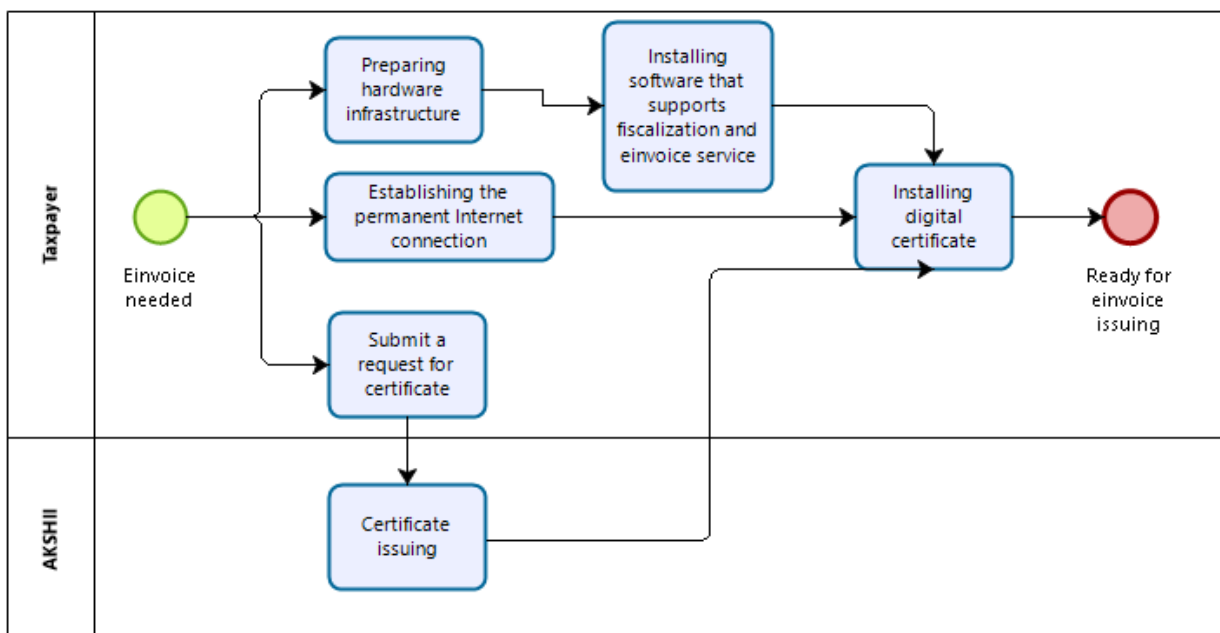 Taxpayer
Einvoice
needed
Preparing
hardware
infrastructure
Installing
software that
supports
fiscalization and
einvoice service
Establishing the
permanent Internet
connection
Submit a
request for
certificate
Installing
digital
certificate
Ready for
einvoice
issuing
AKSHII
Certificate
issuing